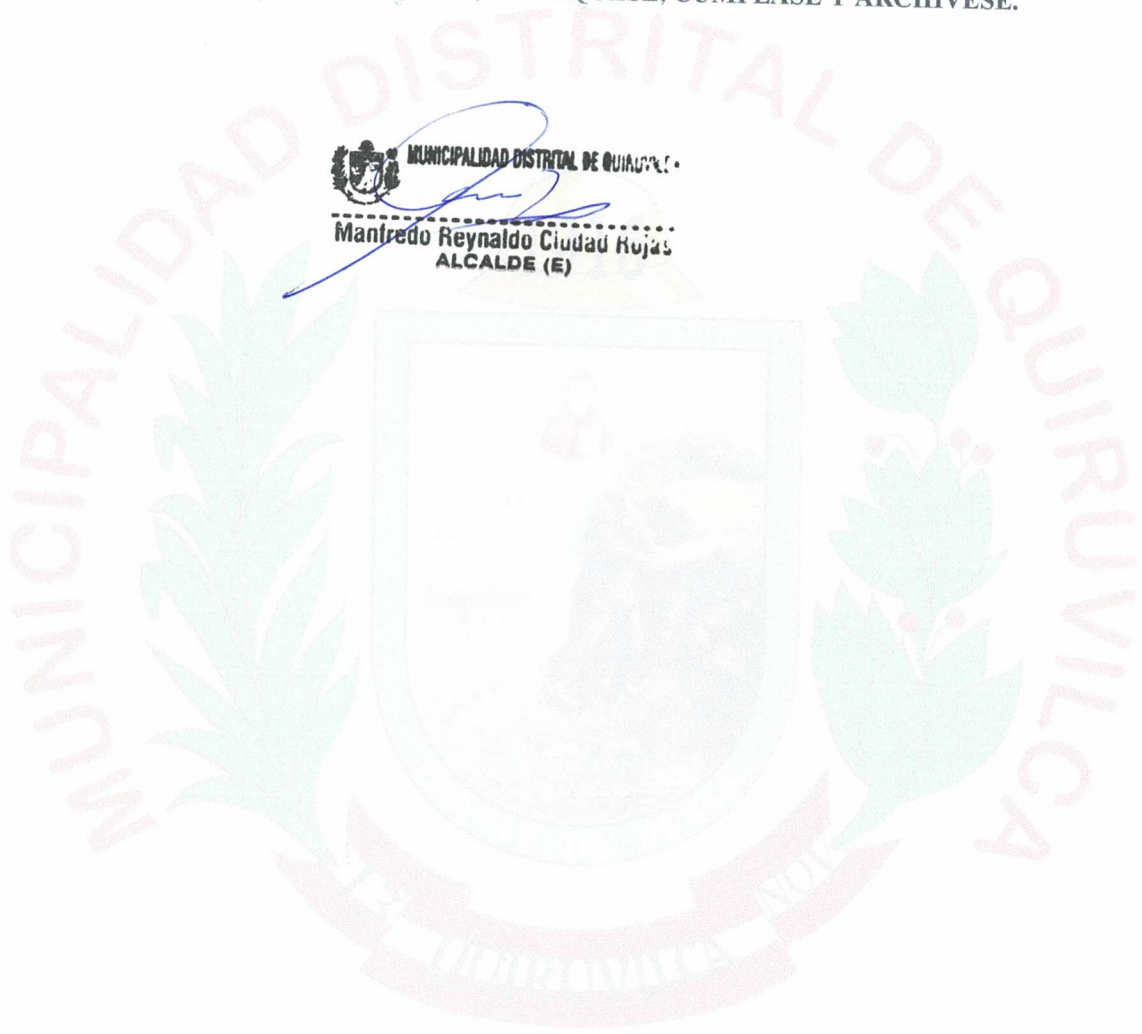 CÚMPLASE Y ARCHÍVESE.
MUNICIPALIDAD DISTRITAL DE QUIRUVILCA
MUNICIPALIDAD DISTRITAL DE
Manfredo Reynaldo Ciudad Rojas
ALCALDE (E)